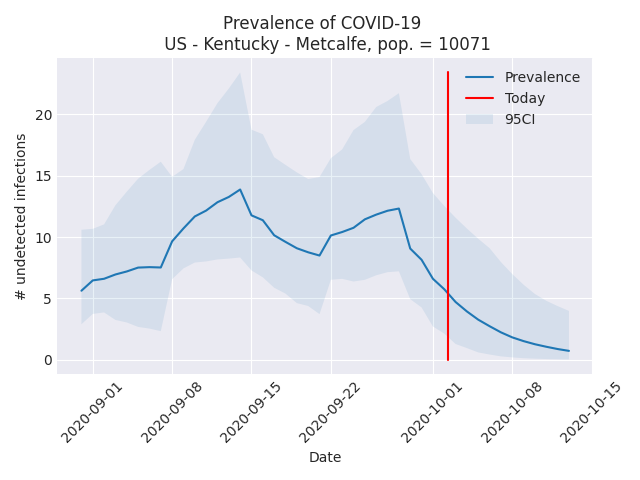 Prevalence of COVID-19
US - Kentucky - Metcalfe, pop. = 10071
Prevalence
Today
95CI
# undetected infections
20
15
10
5
0
2020-09-01
2020-09-08
2020-09-15
2020-09-22
2020-10-01
2020-10-08
2020-10-15
Date